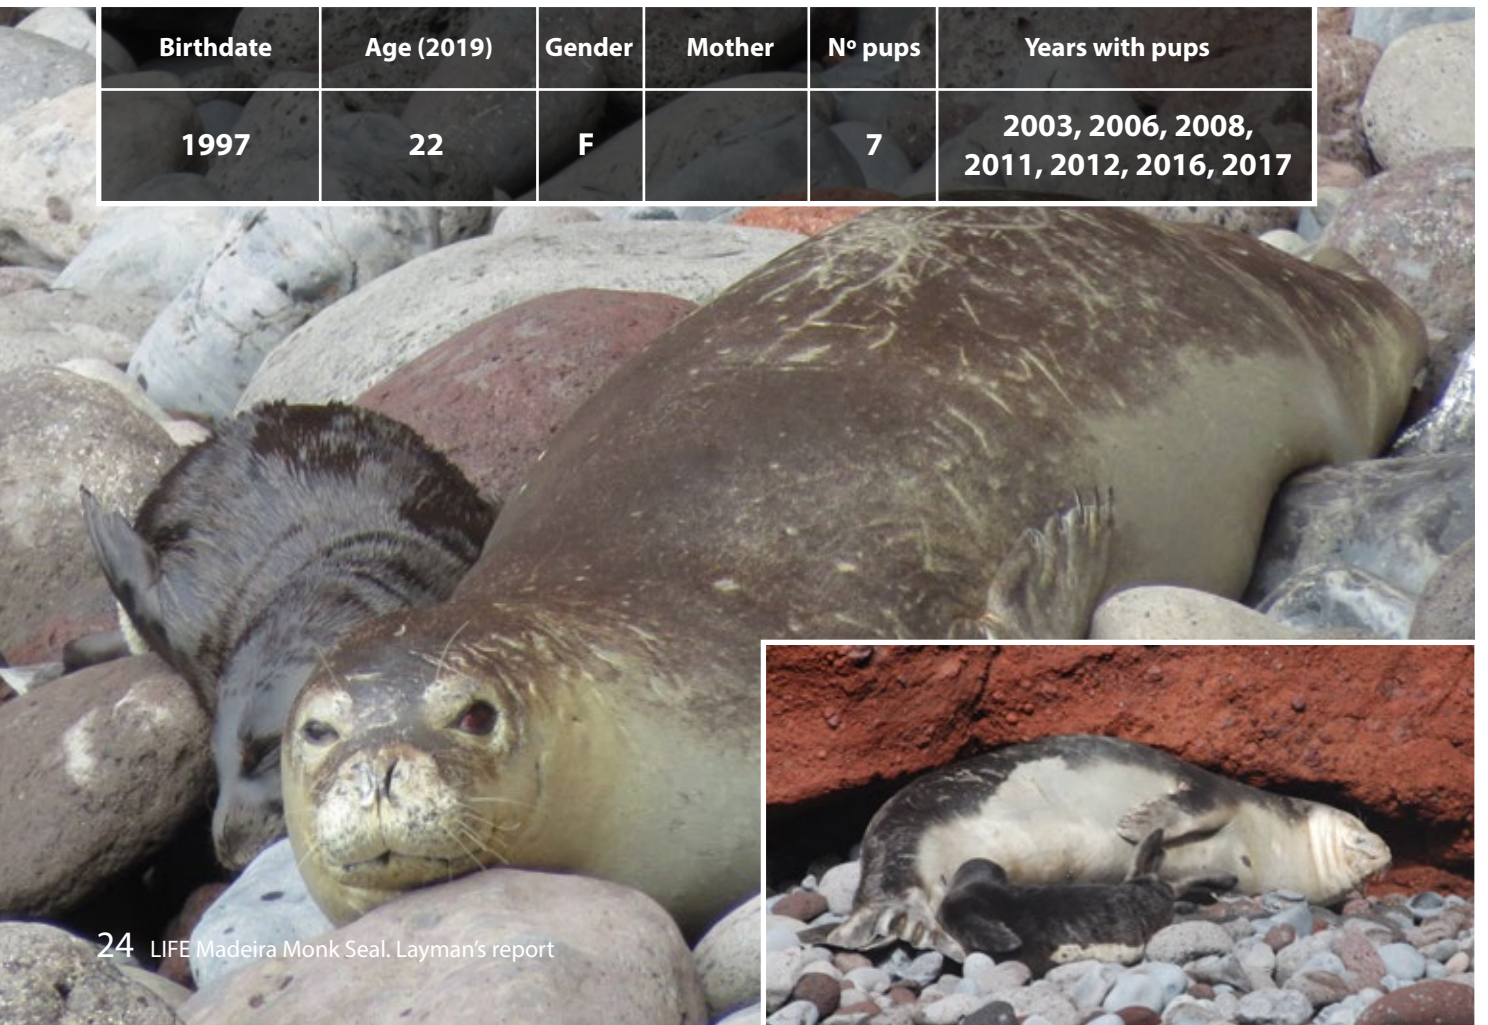 Birthdate Age (2019) Gender Mother Nº pups Years with pups
1997 22 F 7 2003, 2006, 2008,
2011, 2012, 2016, 2017
24 LIFE Madeira Monk Seal. Layman's report